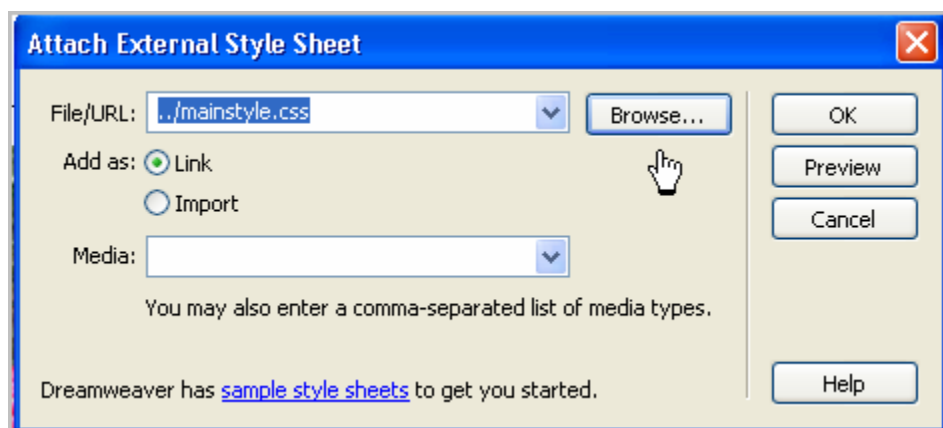 Attach External Style Sheet
File/URL: ../mainstyle.css Browse... OK
Add as: Link Preview
Import Cancel
Media:
You may also enter a comma-separated list of media types.
Dreamweaver has sample style sheets to get you started. Help